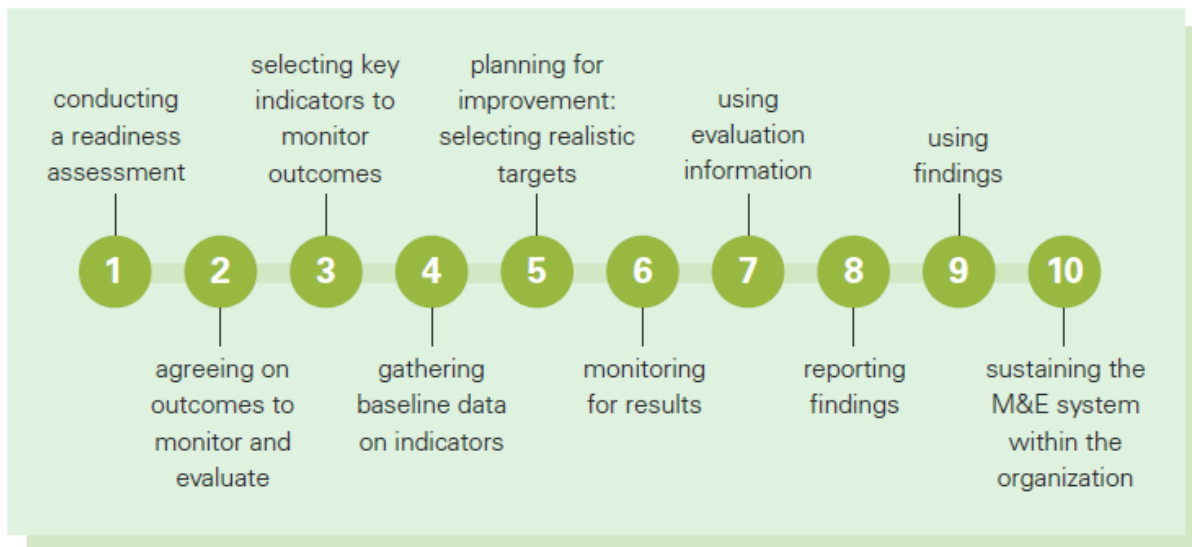 conducting
a readiness
assessment
selecting key
indicators to
monitor
outcomes
planning for
improvement:
selecting realistic
targets
using
evaluation
information
using
findings
1
2
3
4
5
6
7
8
9
10
agreeing on
outcomes to
monitor and
evaluate
gathering
baseline data
on indicators
monitoring
for results
reporting
findings
sustaining the
M&E system
within the
organization